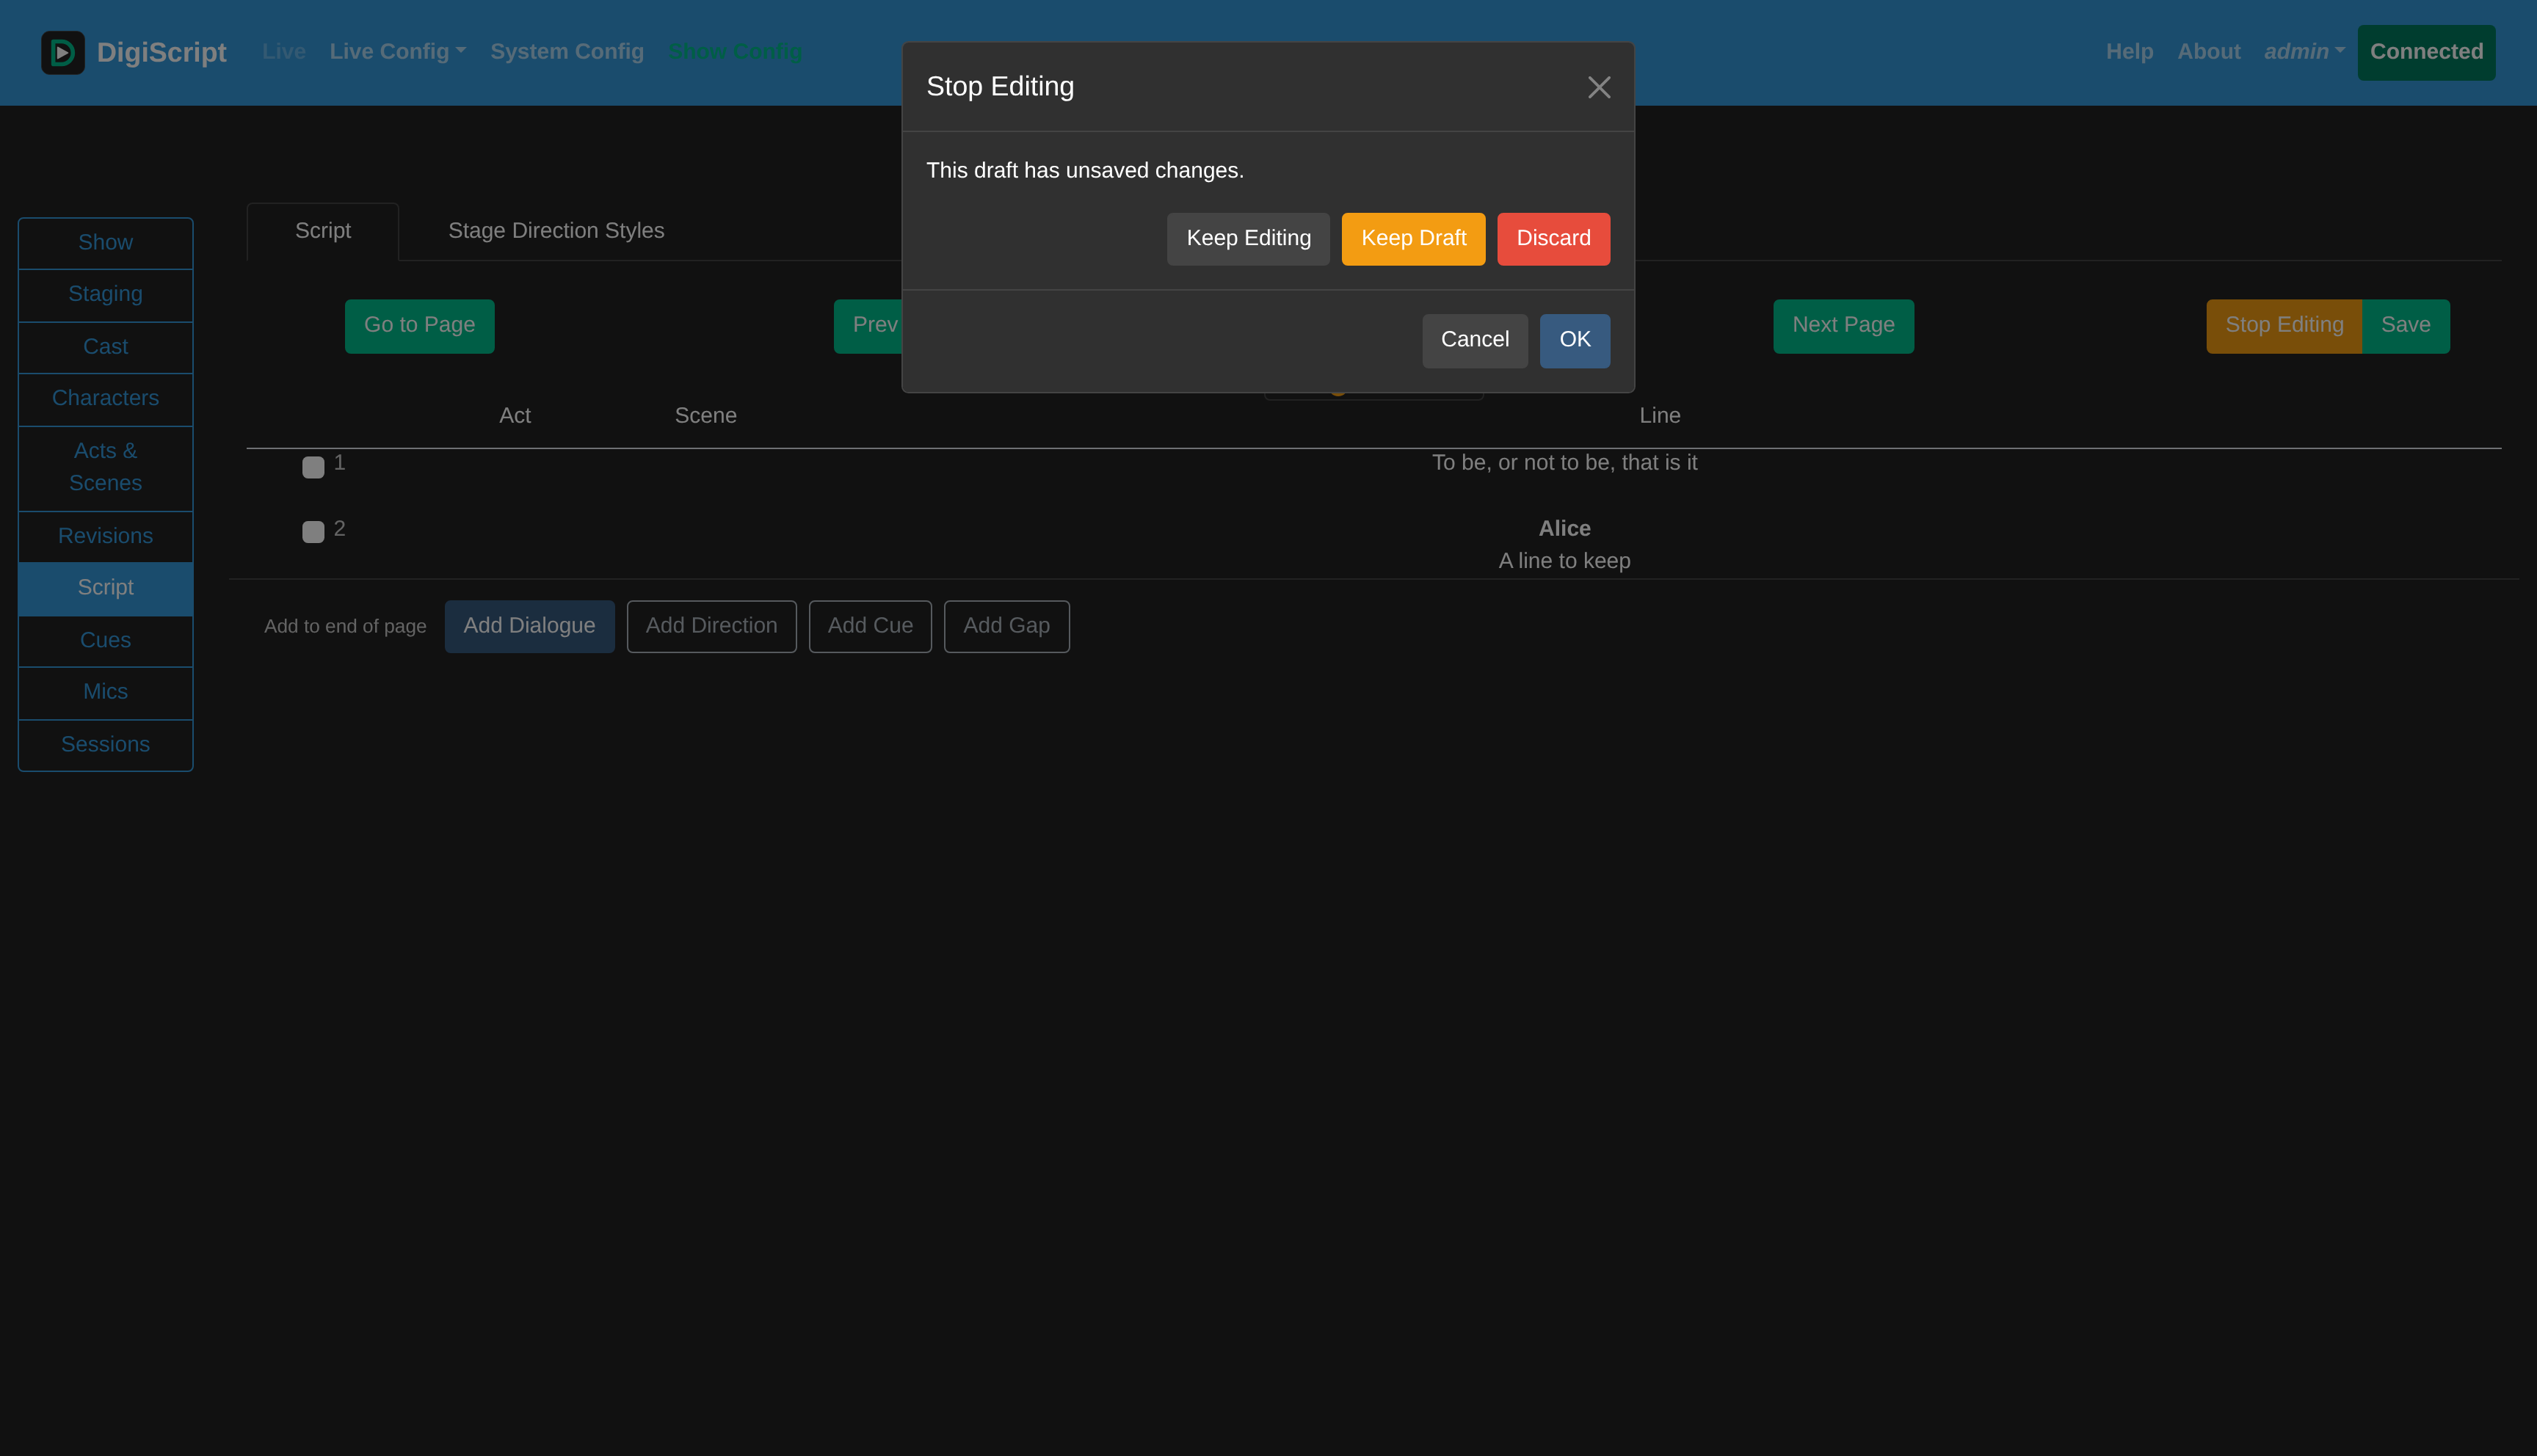 DigiScript
Live
Live Config
System Config
Show Config
Help
About
admin
Connected
Stop Editing
This draft has unsaved changes.
Keep Editing
Keep Draft
Discard
Cancel
OK
Show
Staging
Cast
Characters
Acts &
Scenes
Revisions
Script
Cues
Mics
Sessions
Script
Stage Direction Styles
Go to Page
Prev
Next Page
Stop Editing
Save
Act
Scene
Line
1
To be, or not to be, that is it
2
Alice
A line to keep
Add to end of page
Add Dialogue
Add Direction
Add Cue
Add Gap